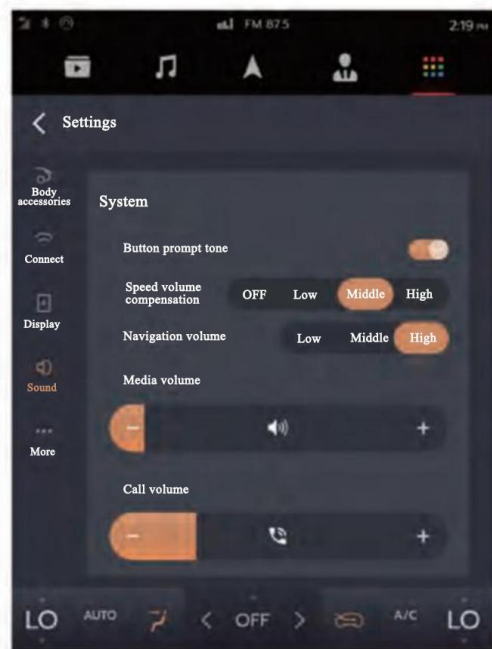 FM 87.5 2:19 PM
Settings
Body
accessories
Connect
Display
Sound
More
System
Button prompt tone
Speed volume
compensation
OFF Low Middle High
Navigation volume
Low Middle High
Media volume
- +
Call volume
- +
LO AUTO < OFF > A/C LO